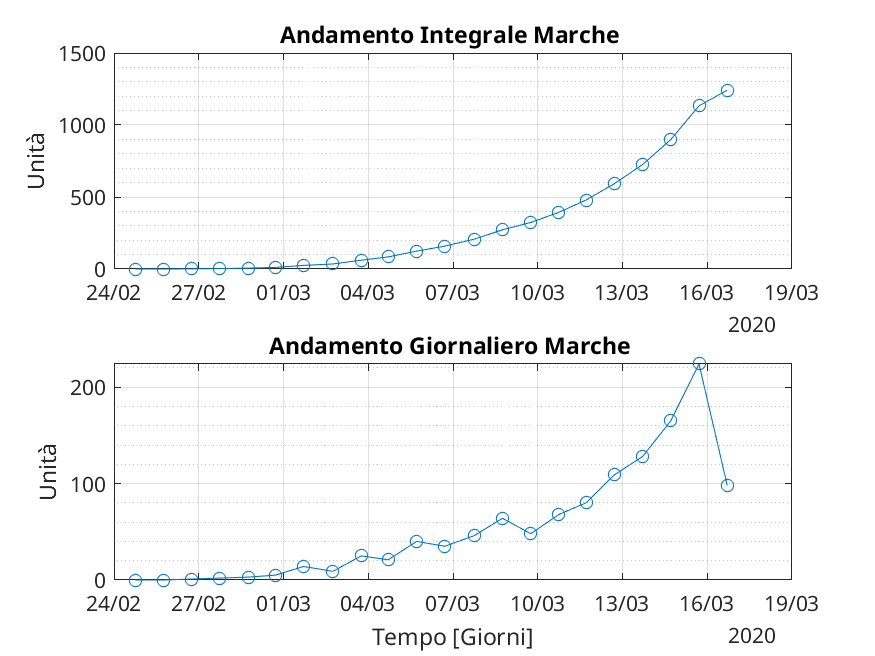 Andamento Integrale Marche
1500
1000
500
0
Unità
24/02 27/02 01/03 04/03 07/03 10/03 13/03 16/03 19/03
2020
Andamento Giornaliero Marche
200
100
0
Unità
24/02 27/02 01/03 04/03 07/03 10/03 13/03 16/03 19/03
Tempo [Giorni]
2020